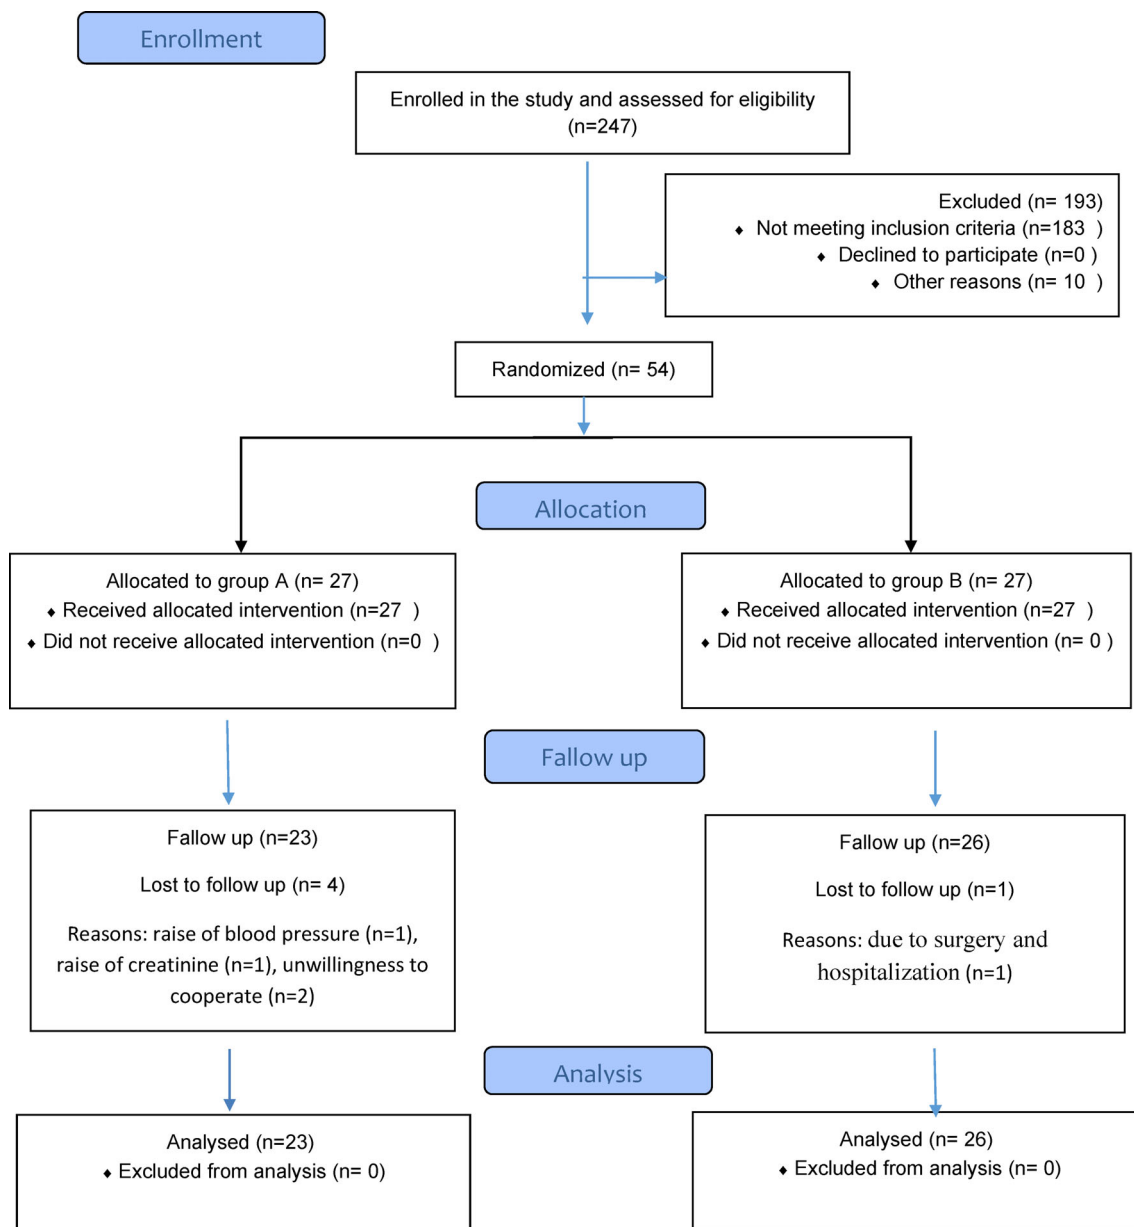 Enrollment
Enrolled in the study and assessed for eligibility
(n=247)
Excluded (n= 193)
♦ Not meeting inclusion criteria (n=183 )
♦ Declined to participate (n=0 )
♦ Other reasons (n= 10 )
Randomized (n= 54)
Allocation
Allocated to group A (n= 27)
♦ Received allocated intervention (n=27 )
♦ Did not receive allocated intervention (n=0 )
Allocated to group B (n= 27)
♦ Received allocated intervention (n=27 )
♦ Did not receive allocated intervention (n= 0 )
Fallow up
Fallow up (n=23)
Lost to follow up (n= 4)
Reasons: raise of blood pressure (n=1),
raise of creatinine (n=1), unwillingness to
cooperate (n=2)
Fallow up (n=26)
Lost to follow up (n=1)
Reasons: due to surgery and
hospitalization (n=1)
Analysis
Analysed (n=23)
♦ Excluded from analysis (n= 0)
Analysed (n= 26)
♦ Excluded from analysis (n= 0)